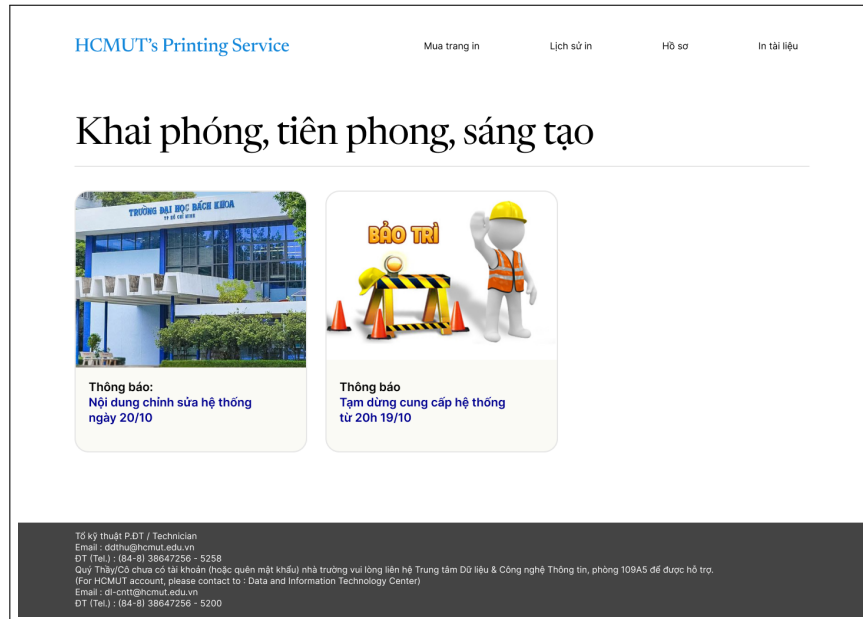 HCMUT's Printing Service
Mua trang in
Lịch sử in
Hồ sơ
In tài liệu
Khai phóng, tiên phong, sáng tạo
TRƯỜNG ĐẠI HỌC BÁCH KHOA
TP HỒ CHÍ MINH
BẢO TRÌ
Thông báo:
Nội dung chỉnh sửa hệ thống
ngày 20/10
Thông báo
Tạm dừng cung cấp hệ thống
từ 20h 19/10
Tổ kỹ thuật P.ĐT / Technician
Email : ddthu@hcmut.edu.vn
ĐT (Tel.) : (84-8) 38647256 - 5258
Quý Thầy/Cô chưa có tài khoản (hoặc quên mật khẩu) nhà trường vui lòng liên hệ Trung tâm Dữ liệu & Công nghệ Thông tin, phòng 109A5 để được hỗ trợ.
(For HCMUT account, please contact to : Data and Information Technology Center)
Email : dl-cntt@hcmut.edu.vn
ĐT (Tel.) : (84-8) 38647256 - 5200